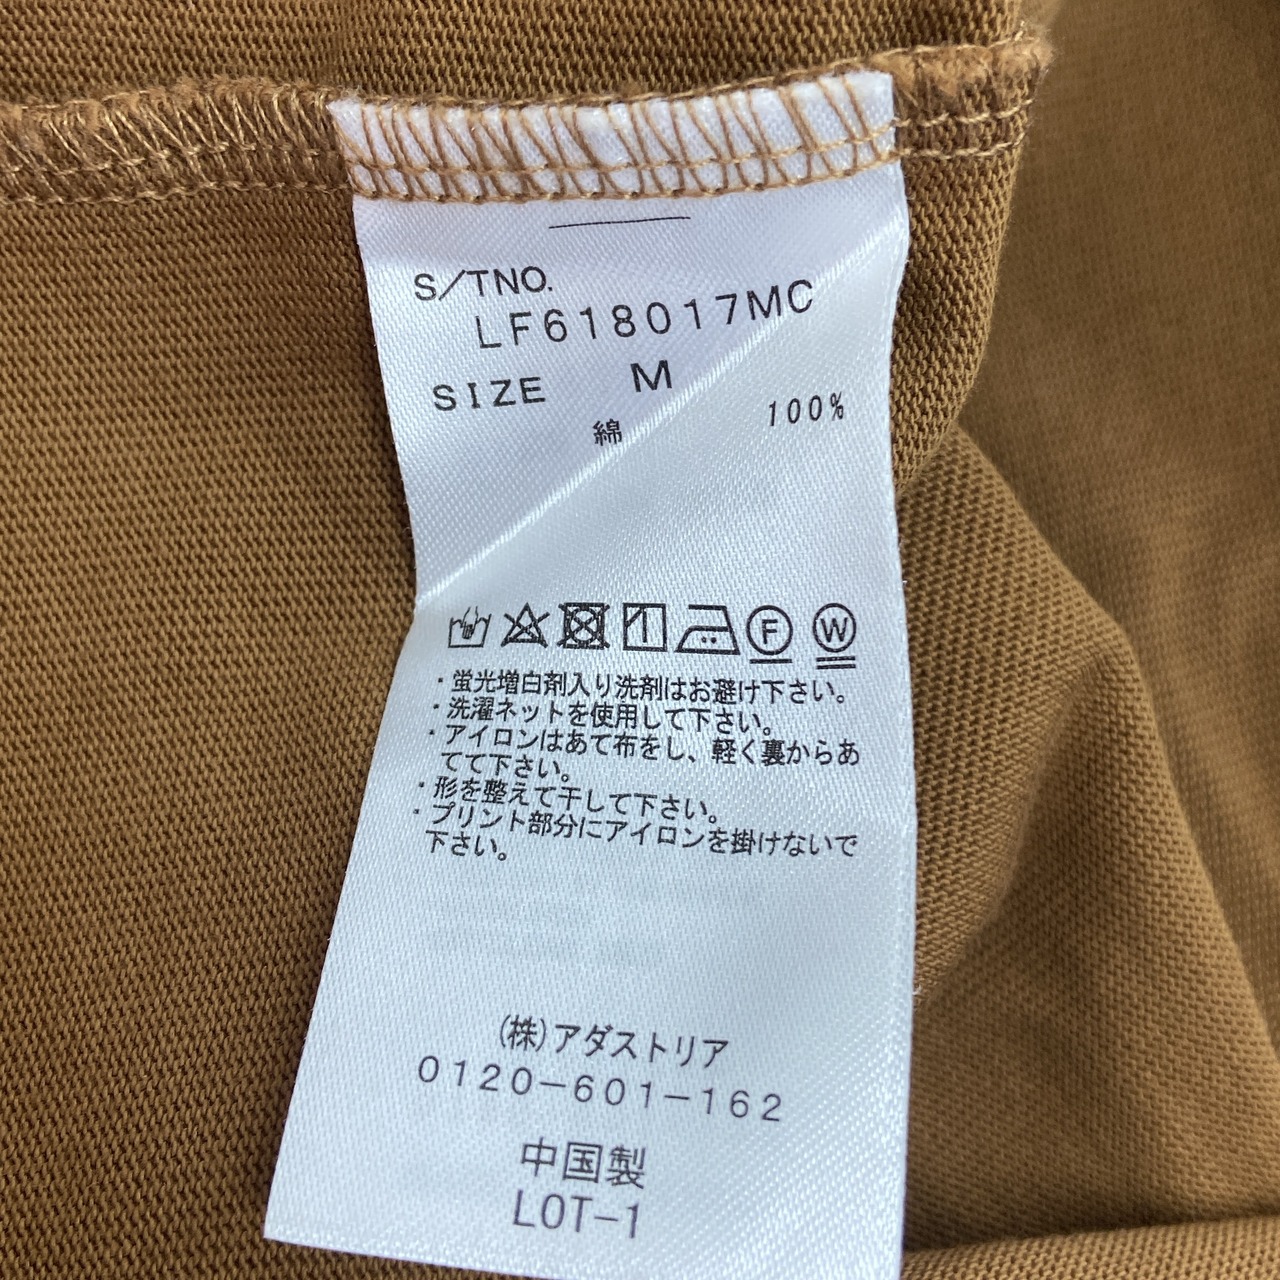 S/TNO.
LF618017MC
SIZE M
綿 100%
F W
・蛍光増白剤入り洗剤はお避け下さい。
・洗濯ネットを使用して下さい。
・アイロンはあて布をし、軽く裏からあ
てて下さい。
・形を整えて干して下さい。
・プリント部分にアイロンを掛けないで
下さい。
(株)アダストリア
0120-601-162
中国製
LOT-1